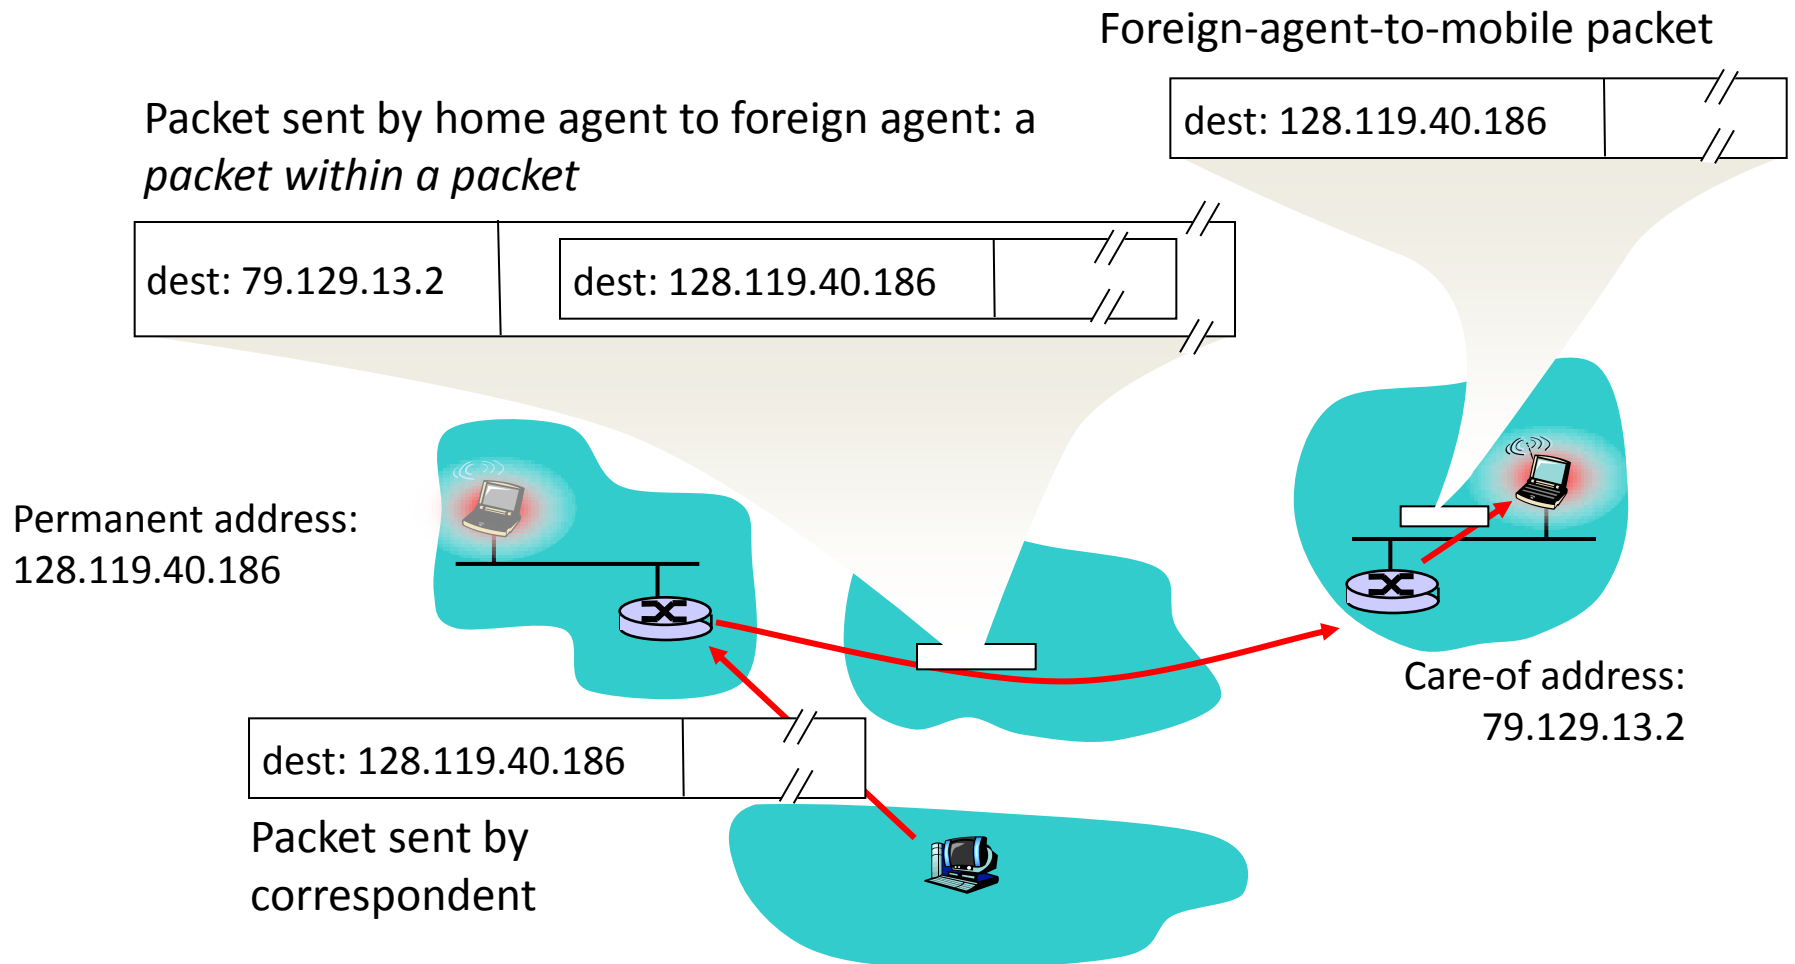 Foreign-agent-to-mobile packet
dest: 128.119.40.186
Packet sent by home agent to foreign agent: a
packet within a packet
dest: 79.129.13.2
dest: 128.119.40.186
Permanent address:
128.119.40.186
Care-of address:
79.129.13.2
dest: 128.119.40.186
Packet sent by
correspondent